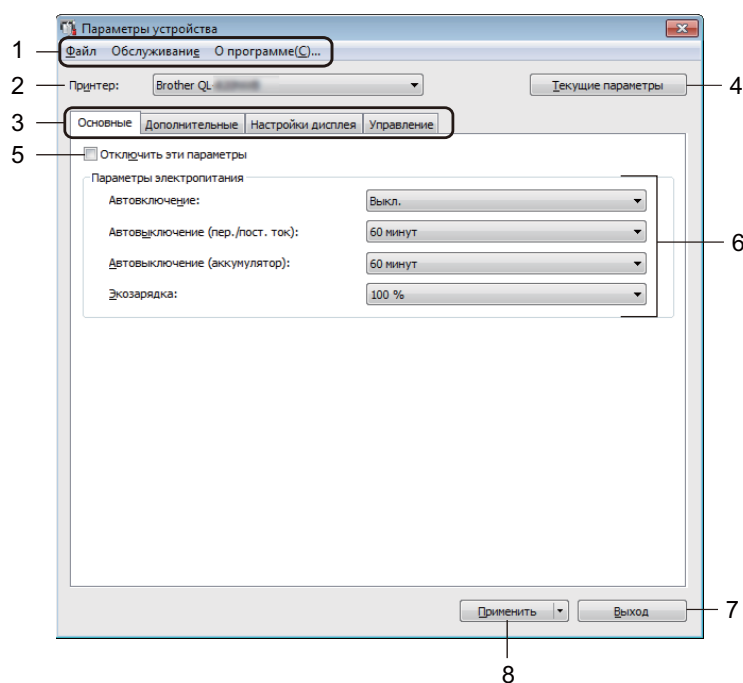 Параметры устройства
1
Файл Обслуживание О программе(С)...
2
Принтер:
Brother QL
Текущие параметры
4
3
Основные Дополнительные Настройки дисплея Управление
5
Отключить эти параметры
Параметры электропитания
Автовключение:
Выкл.
Автовыключение (пер./пост. ток):
60 минут
6
Автовыключение (аккумулятор):
60 минут
Экозарядка:
100 %
Применить
Выход
7
8